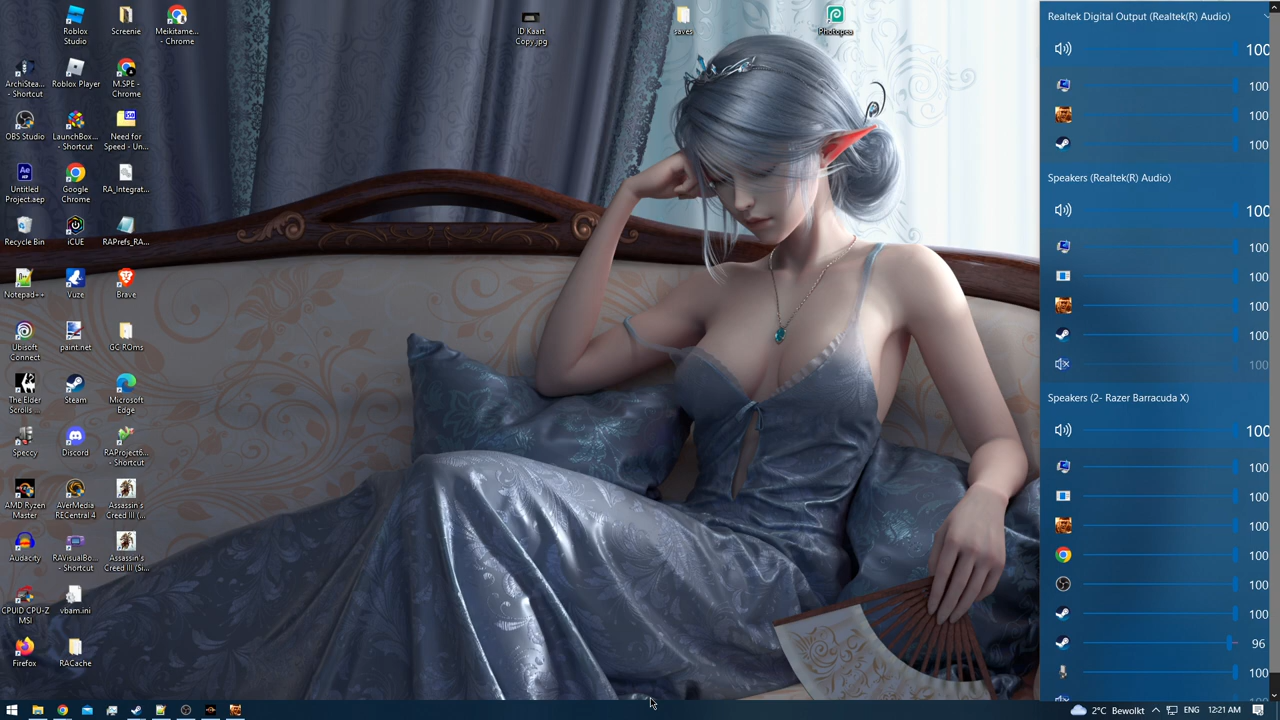 Roblox
Studio
Screenie
Meikitame...
- Chrome
ID Kaart
Copy.jpg
saves
Photopea
ArchiStea...
- Shortcut
Roblox Player
M.SPE -
Chrome
OBS Studio
LaunchBox...
- Shortcut
Need for
Speed - Un...
Untitled
Project.aep
Google
Chrome
RA_Integrat...
Recycle Bin
iCUE
RAPrefs_RA...
Notepad++
Vuze
Brave
Ubisoft
Connect
paint.net
GC ROMs
The Elder
Scrolls ...
Steam
Microsoft
Edge
Speccy
Discord
RAProject6...
- Shortcut
AMD Ryzen
Master
AverMedia
RECentral 4
Assassin's
Creed III (...
Audacity
RAVisualBo...
- Shortcut
Assassin's
Creed III (Si...
CPUID CPU-Z
MSI
vbam.ini
Firefox
RACache
Realtek Digital Output (Realtek(R) Audio)
100
100
100
100
Speakers (Realtek(R) Audio)
100
100
100
100
100
100
Speakers (2- Razer Barracuda X)
100
100
100
100
100
100
100
96
100
2°C Bewolkt
ENG
12:21 AM